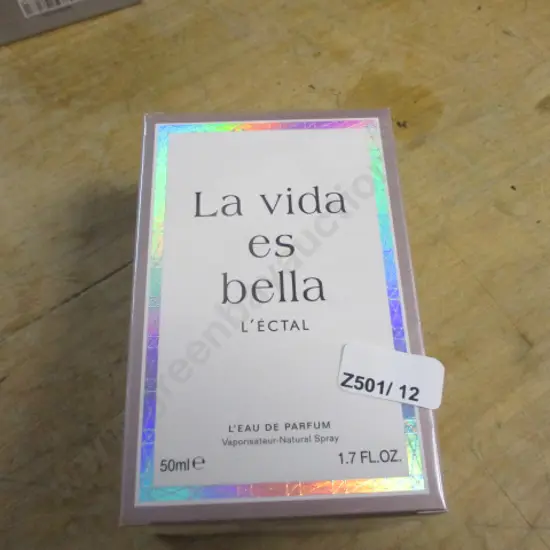 La vida
es
bella
L'ÉCTAL
Z501/ 12
L'EAU DE PARFUM
Vaporisateur-Natural Spray
50ml ℮
1.7 FL.OZ.